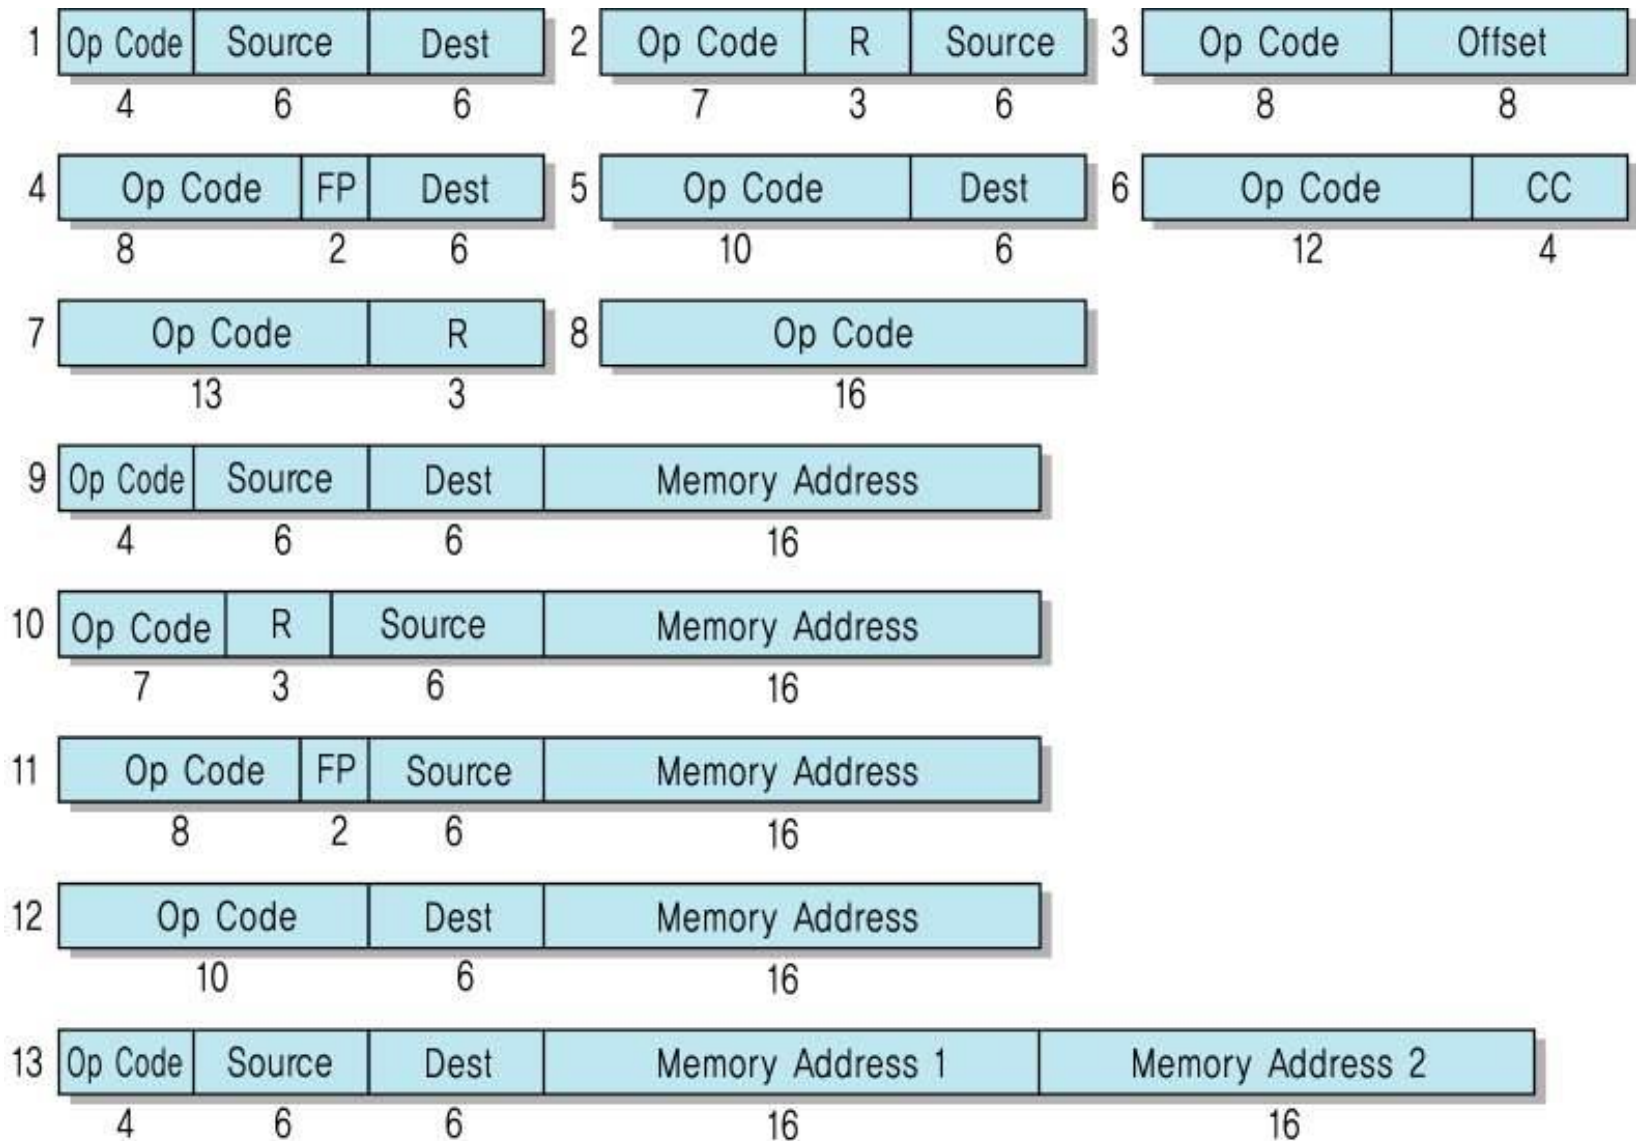 1 Op Code Source Dest 2 Op Code R Source 3 Op Code Offset
4 6 6 7 3 6 8 8
4 Op Code FP Dest 5 Op Code Dest 6 Op Code CC
8 2 6 10 6 12 4
7 Op Code R 8 Op Code
13 3 16
9 Op Code Source Dest Memory Address
4 6 6 16
10 Op Code R Source Memory Address
7 3 6 16
11 Op Code FP Source Memory Address
8 2 6 16
12 Op Code Dest Memory Address
10 6 16
13 Op Code Source Dest Memory Address 1 Memory Address 2
4 6 6 16 16